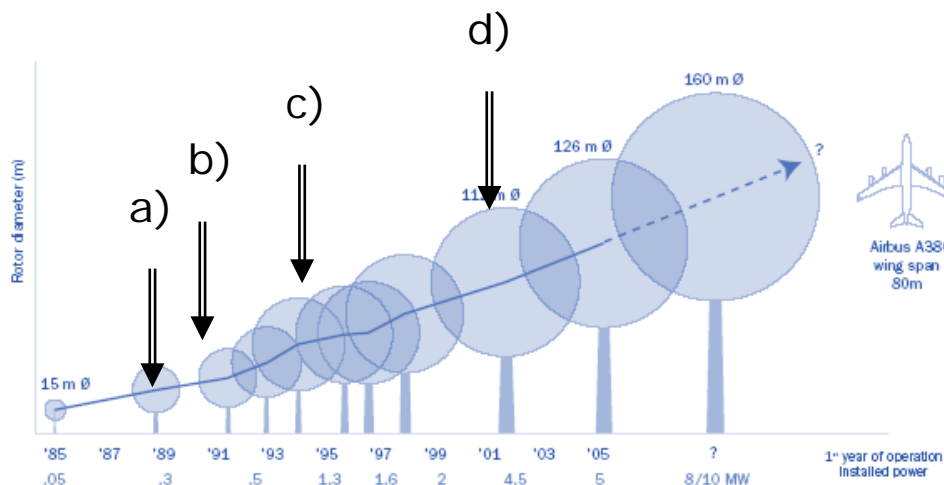 d)
160 m Ø
c)
126 m Ø
b)
?
a)
Rotor diameter (m)
Airbus A38
wing span
80m
15 m Ø
'85 '87 '89 '91 '93 '95 '97 '99 '01 '03 '05 ? 1st year of operation
.05 .3 .5 1.3 1.6 2 4.5 5 8/10 MW Installed power